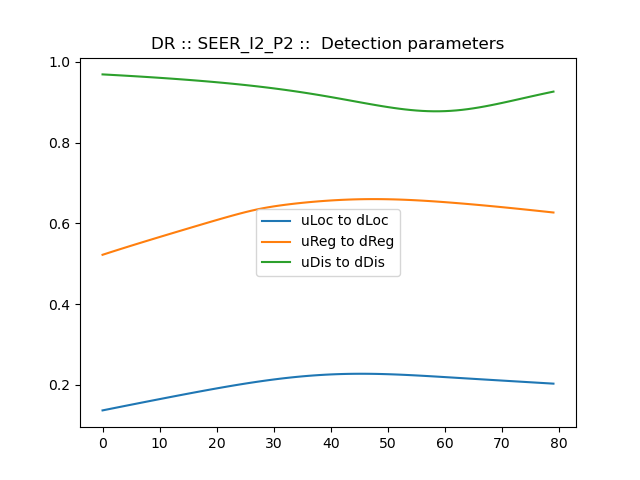 DR :: SEER_I2_P2 ::  Detection parameters
1.0
0.8
0.6
0.4
0.2
uLoc to dLoc
uReg to dReg
uDis to dDis
0 10 20 30 40 50 60 70 80